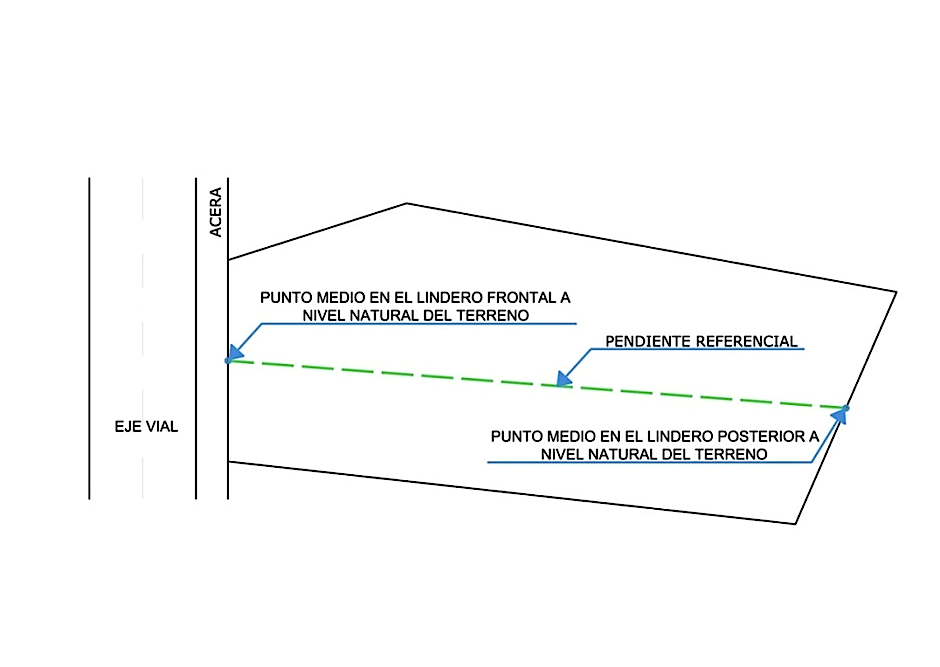 ACERA
PUNTO MEDIO EN EL LINDERO FRONTAL A
NIVEL NATURAL DEL TERRENO
PENDIENTE REFERENCIAL
EJE VIAL
PUNTO MEDIO EN EL LINDERO POSTERIOR A
NIVEL NATURAL DEL TERRENO